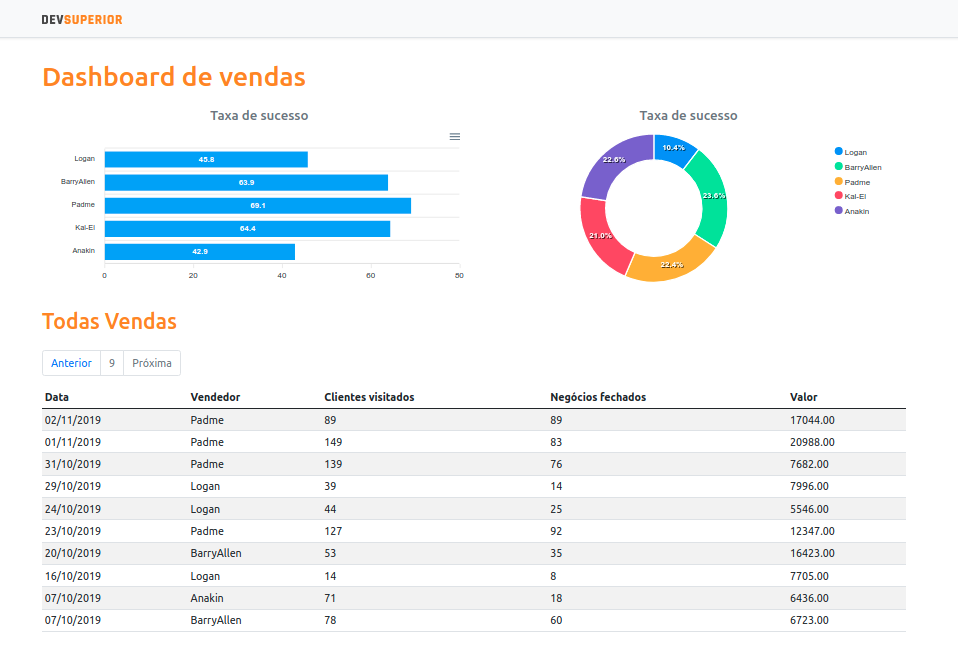 DEVSUPERIOR
Dashboard de vendas
Taxa de sucesso
Logan 45.8
BarryAllen 63.9
Padme 69.1
Kal-El 64.4
Anakin 42.9
0 20 40 60 80
Taxa de sucesso
10.4%
23.6%
22.4%
21.0%
22.6%
Logan
BarryAllen
Padme
Kal-El
Anakin
Todas Vendas
Anterior 9 Próxima
Data Vendedor Clientes visitados Negócios fechados Valor
02/11/2019 Padme 89 89 17044.00
01/11/2019 Padme 149 83 20988.00
31/10/2019 Padme 139 76 7682.00
29/10/2019 Logan 39 14 7996.00
24/10/2019 Logan 44 25 5546.00
23/10/2019 Padme 127 92 12347.00
20/10/2019 BarryAllen 53 35 16423.00
16/10/2019 Logan 14 8 7705.00
07/10/2019 Anakin 71 18 6436.00
07/10/2019 BarryAllen 78 60 6723.00